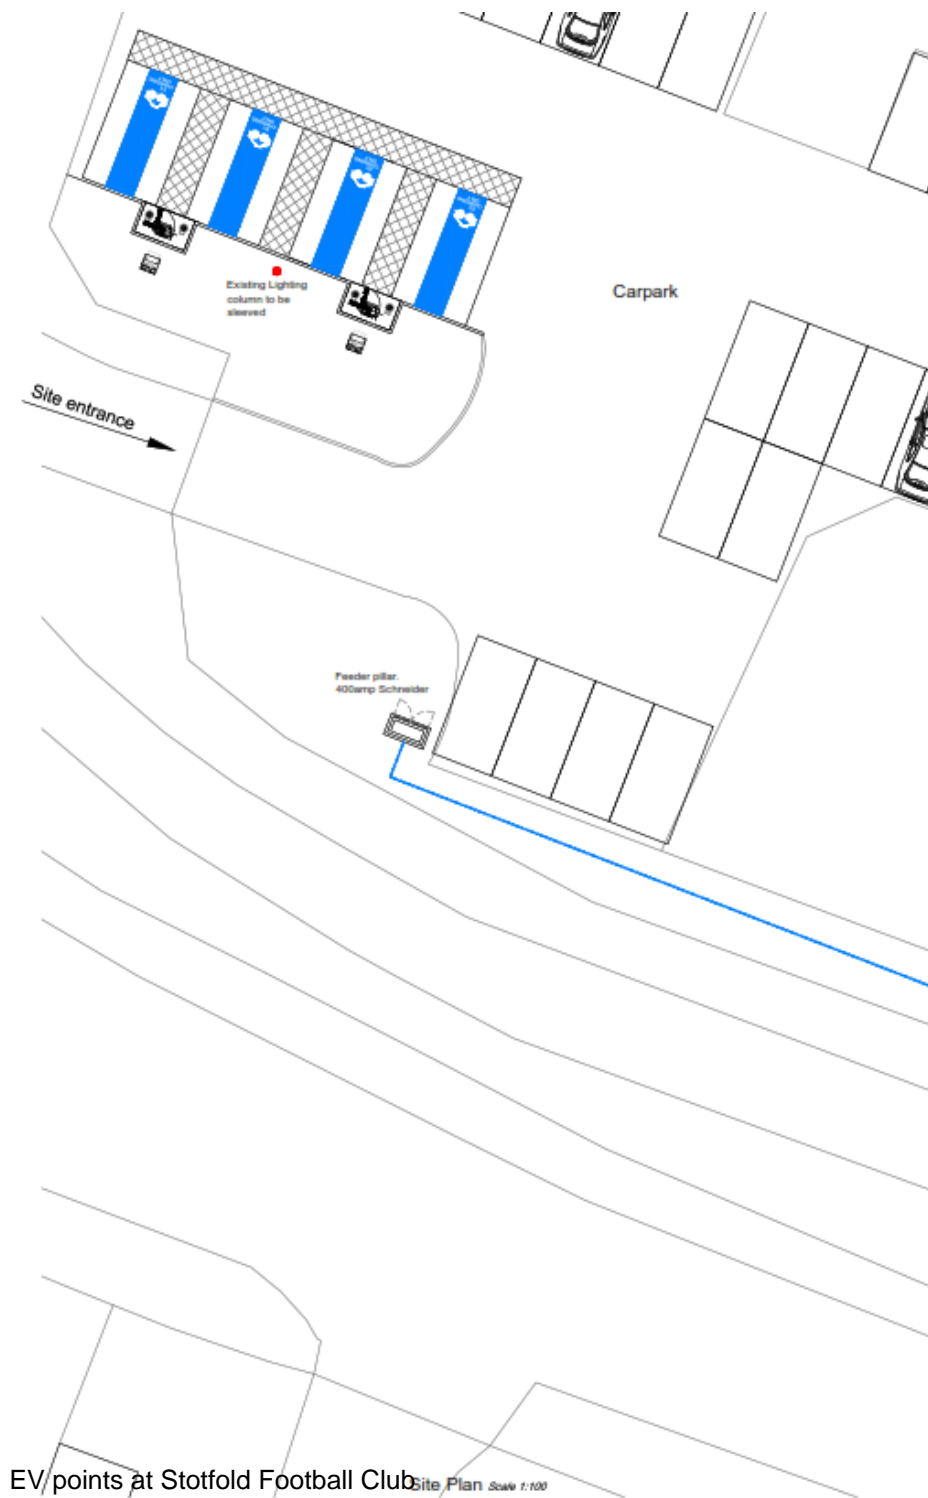 Carpark
Existing Lighting
column to be
sleeved
Site entrance
Feeder pillar.
400amp Schneider
EV points at Stotfold Football Club
Site Plan Scale 1:100